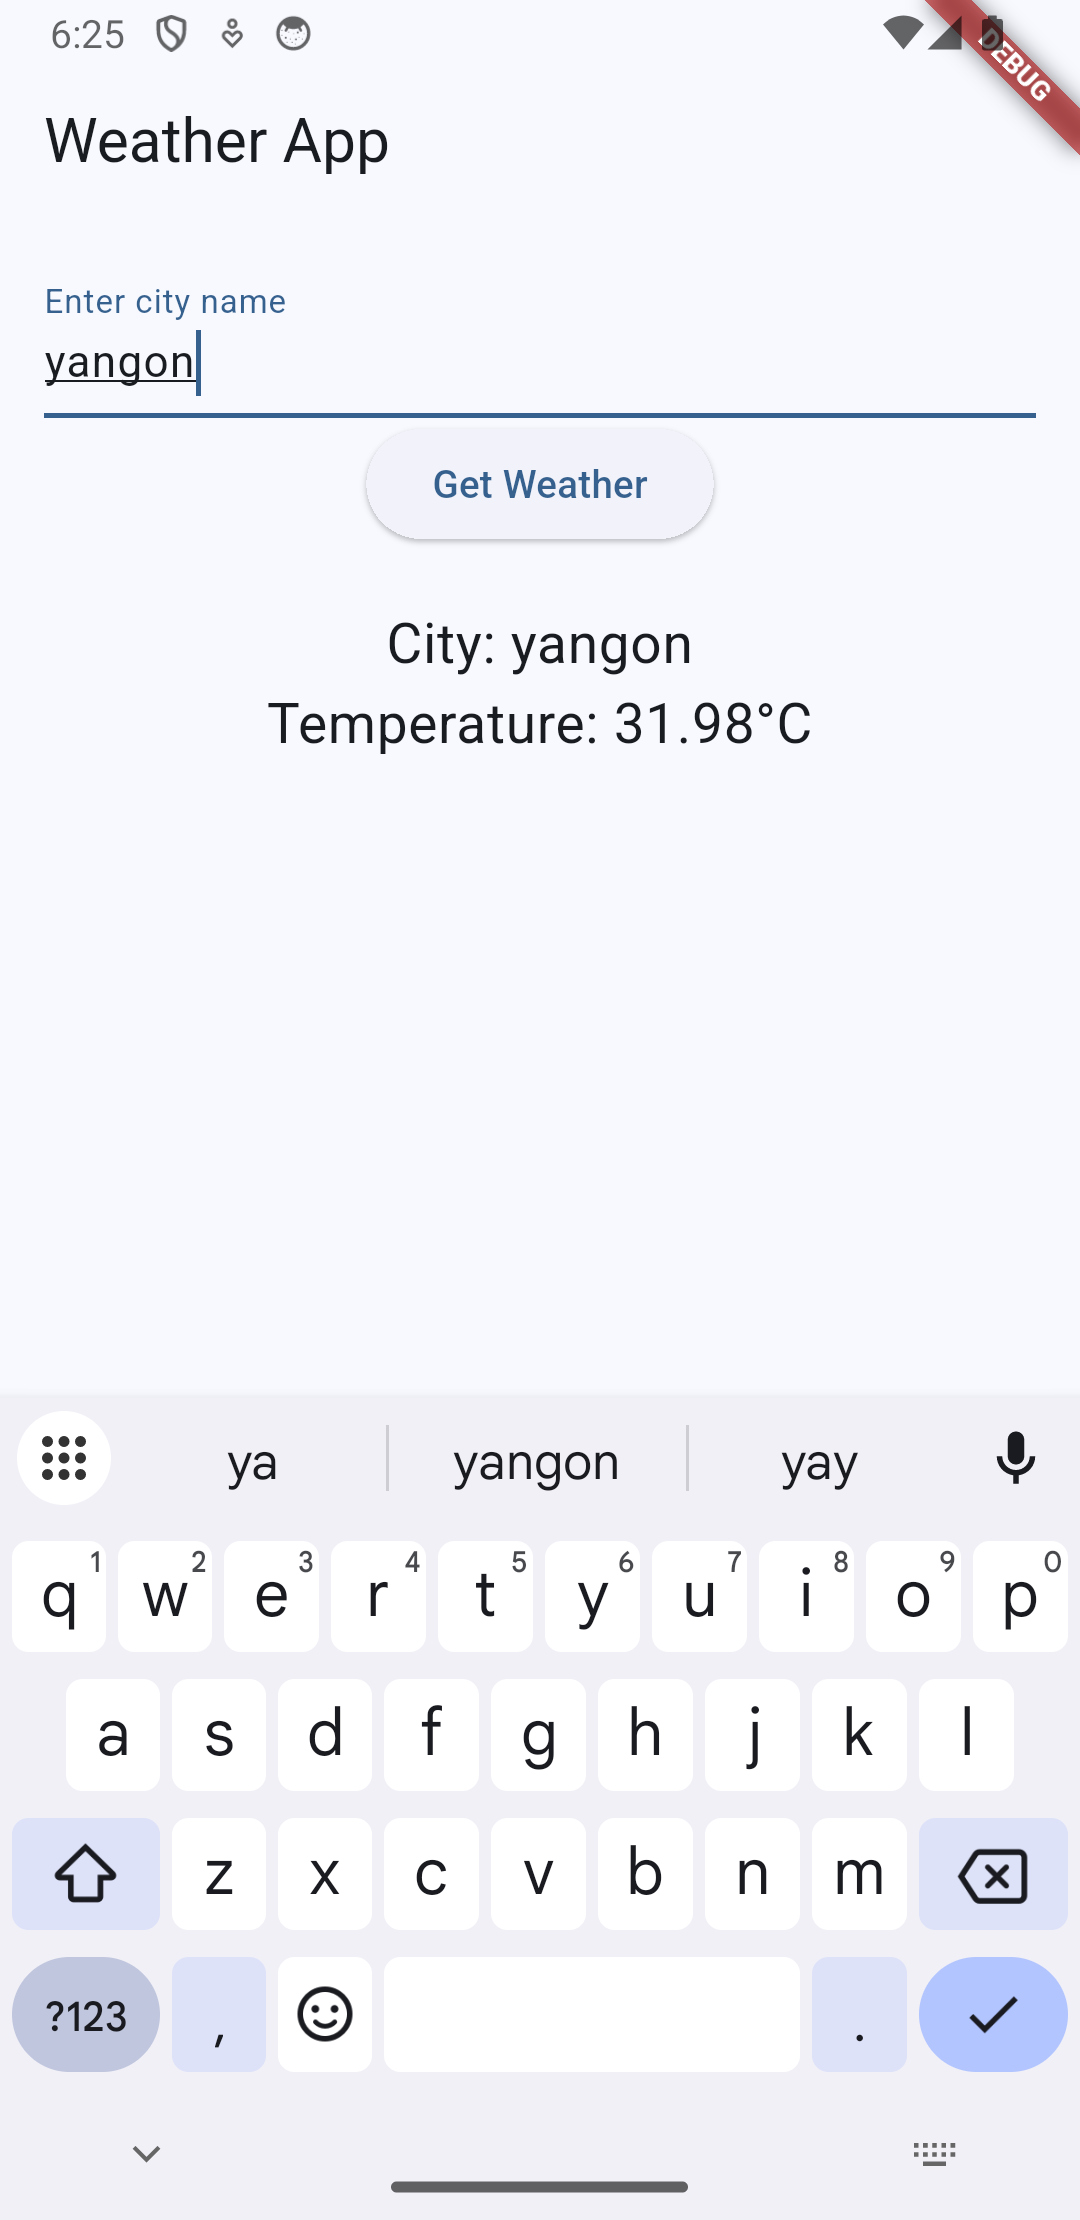 6:25
DEBUG
Weather App
Enter city name
yangon
Get Weather
City: yangon
Temperature: 31.98°C
ya yangon yay
q 1 w 2 e 3 r 4 t 5 y 6 u 7 i 8 o 9 p 0
a s d f g h j k l
z x c v b n m
?123 , .